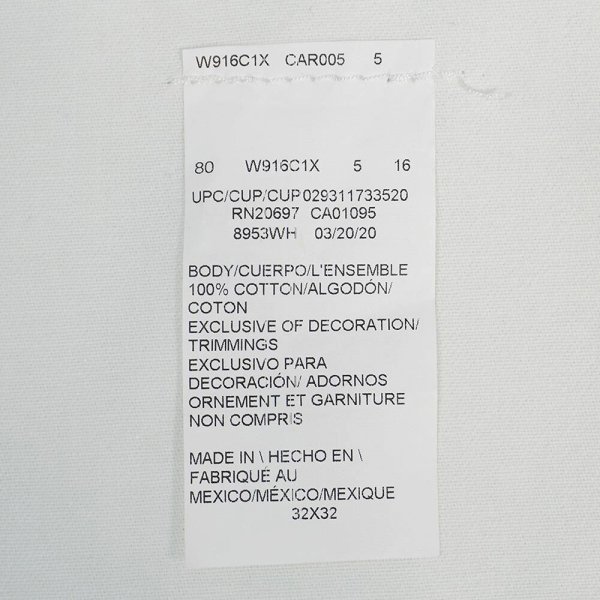 W916C1X CAR005 5
80 W916C1X 5 16
UPC/CUP/CUP029311733520
RN20697 CA01095
8953WH 03/20/20
BODY/CUERPO/L'ENSEMBLE
100% COTTON/ALGODÓN/
COTON
EXCLUSIVE OF DECORATION/
TRIMMINGS
EXCLUSIVO PARA
DECORACIÓN/ ADORNOS
ORNEMENT ET GARNITURE
NON COMPRIS
MADE IN \ HECHO EN \
FABRIQUÉ AU
MEXICO/MÉXICO/MEXIQUE
32X32